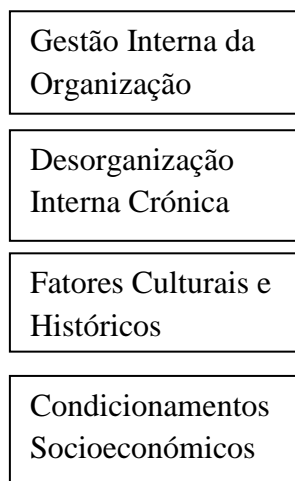 Gestão Interna da
Organização
Desorganização
Interna Crónica
Fatores Culturais e
Históricos
Condicionamentos
Socioeconómicos